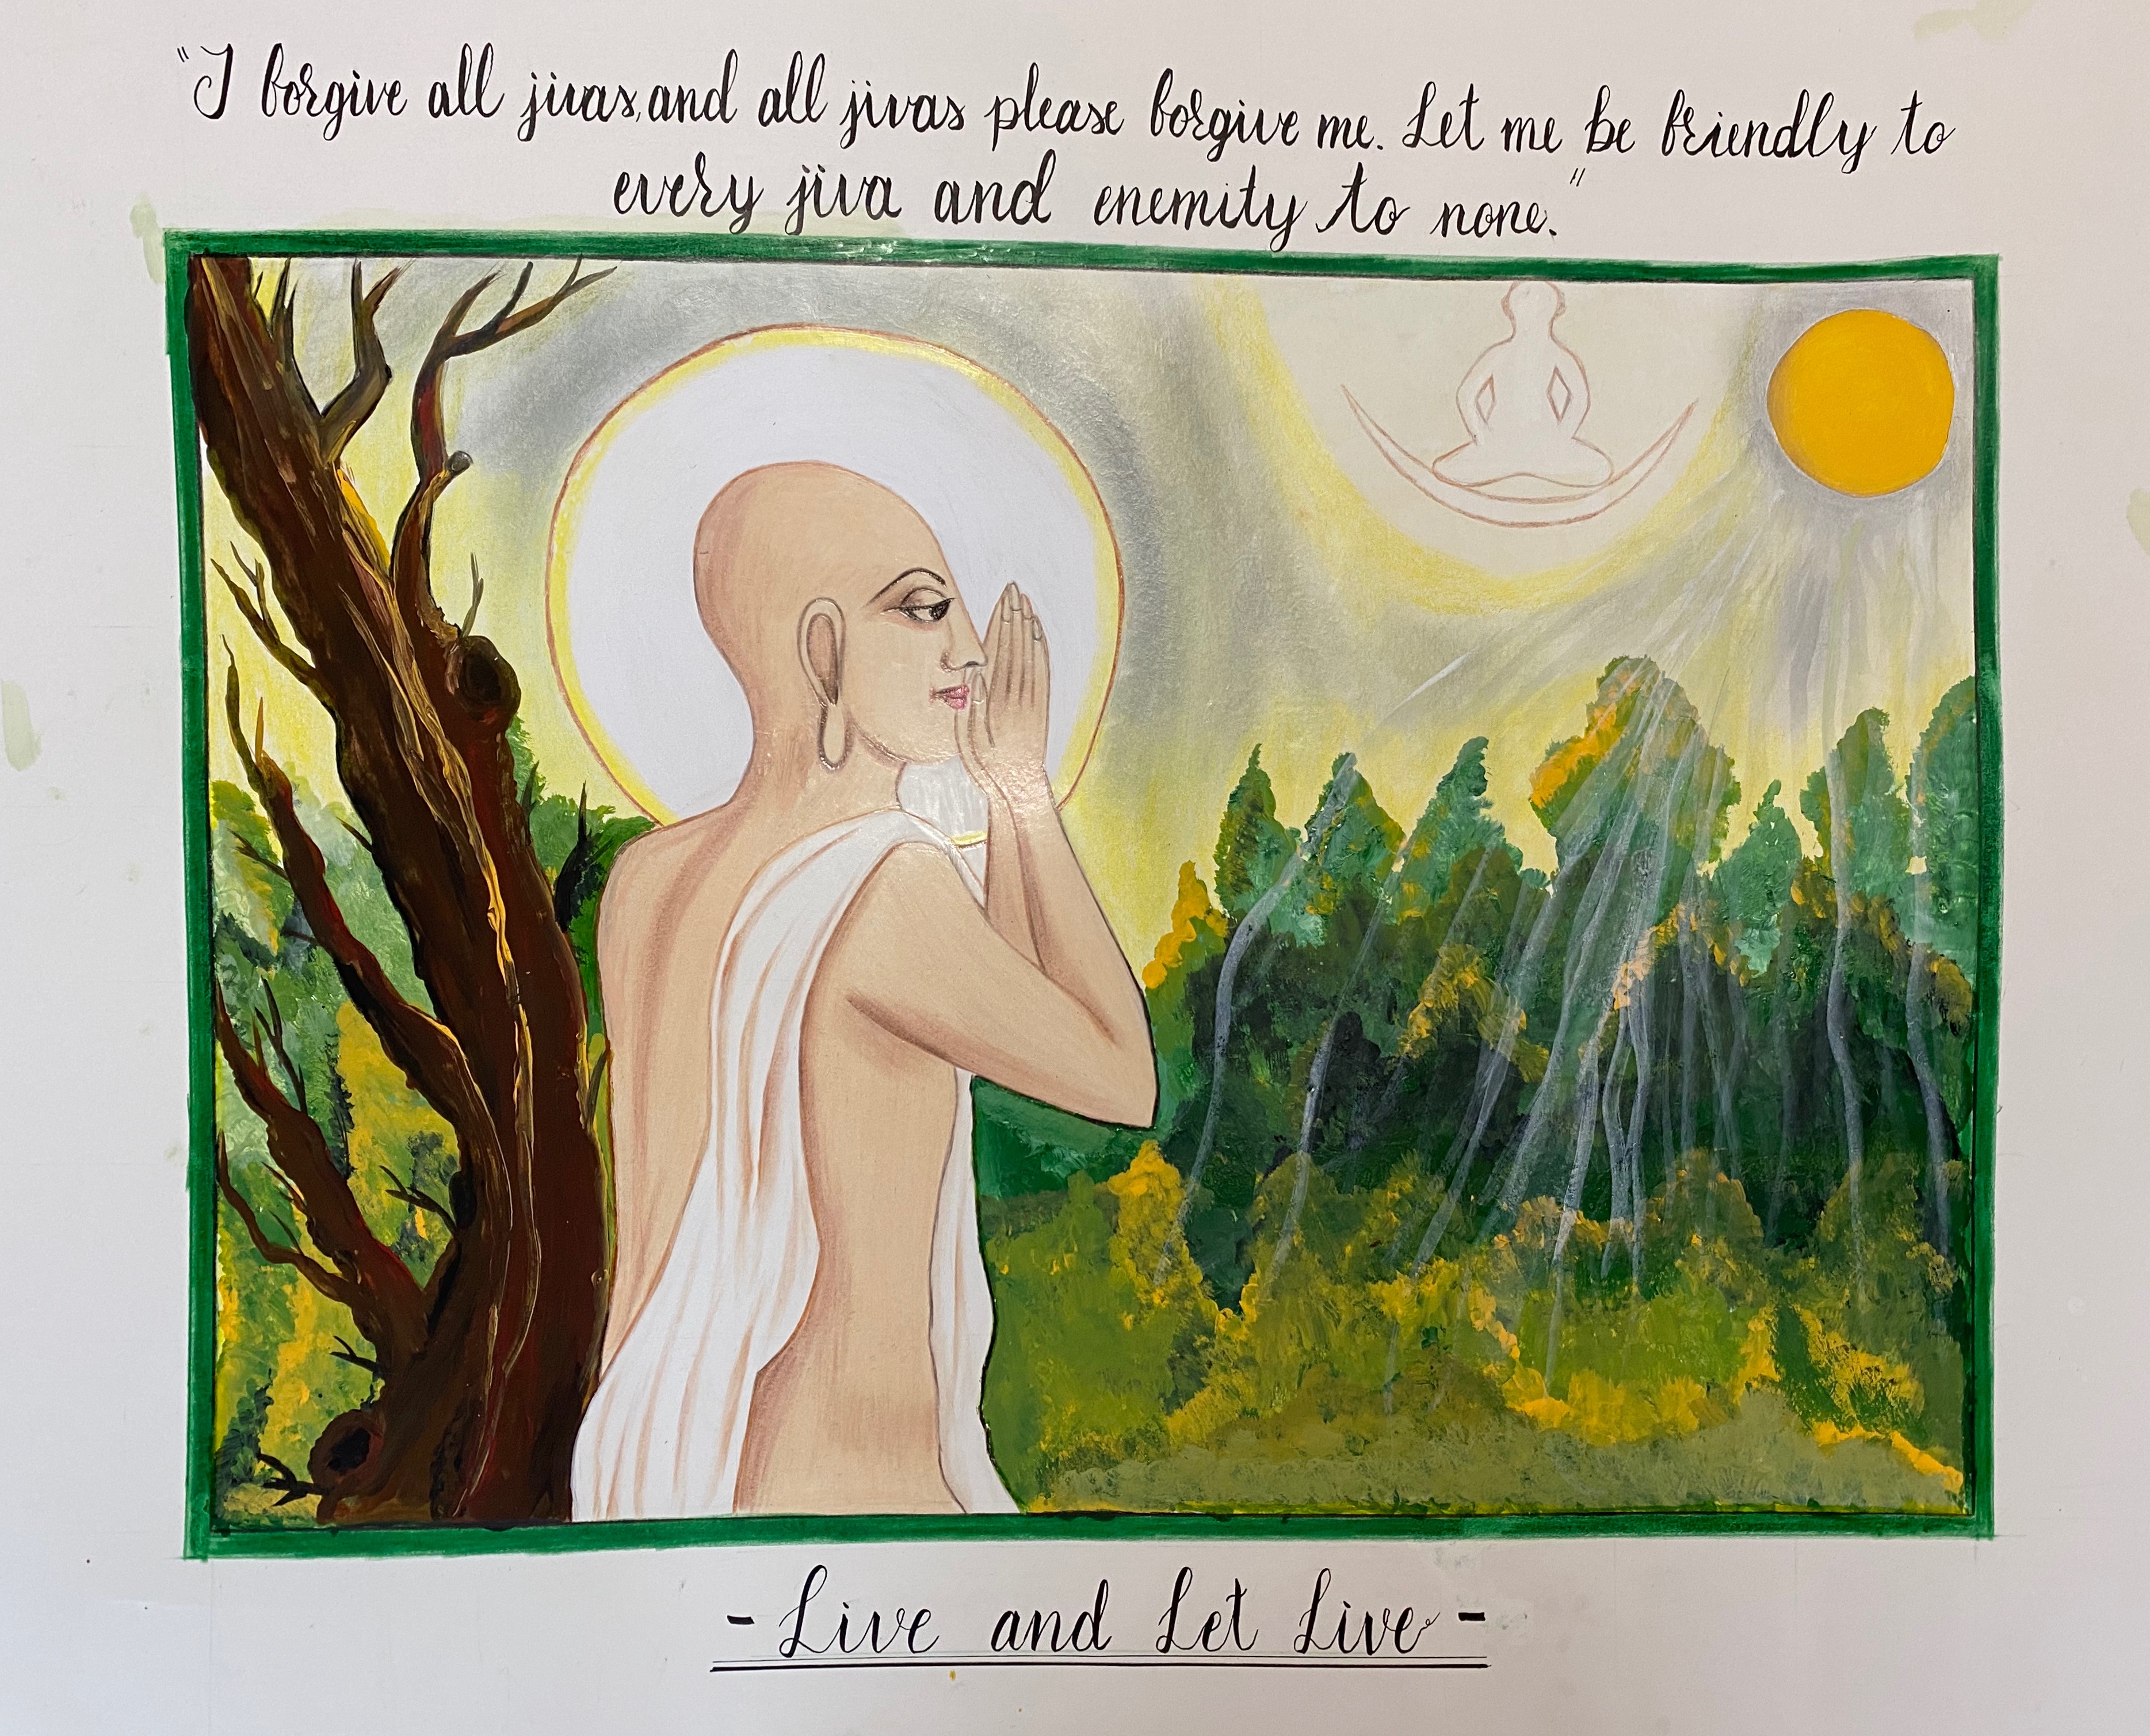 "I forgive all jivas, and all jivas please forgive me. Let me be friendly to
every jiva and enemity to none."
- Live and Let Live -